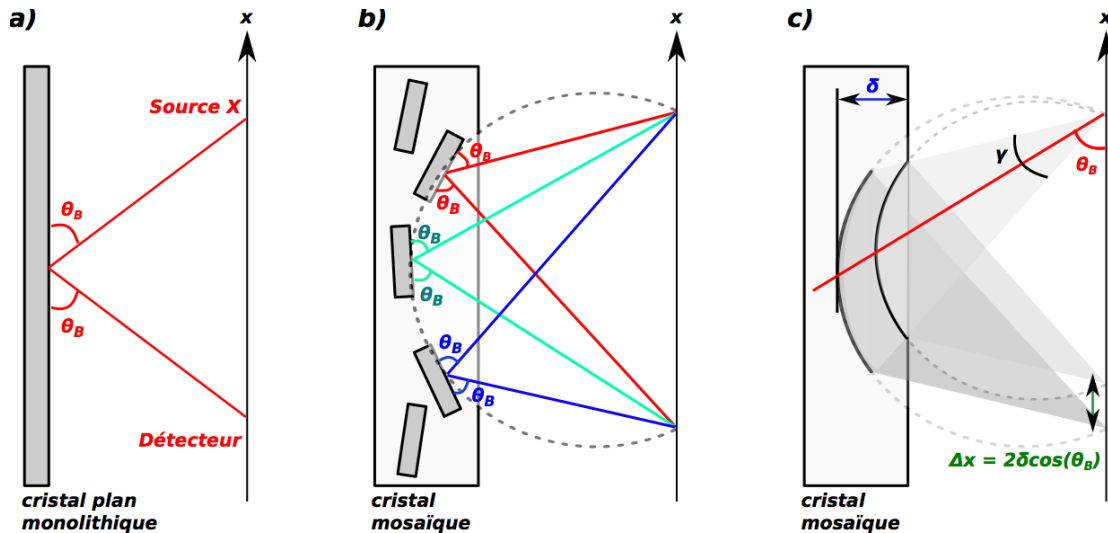 a)
x
Source X
θB
θB
Détecteur
cristal plan
monolithique
b)
x
θB
θB
θB
θB
θB
θB
cristal
mosaïque
c)
x
δ
γ
θB
Δx = 2δcos(θB)
cristal
mosaïque